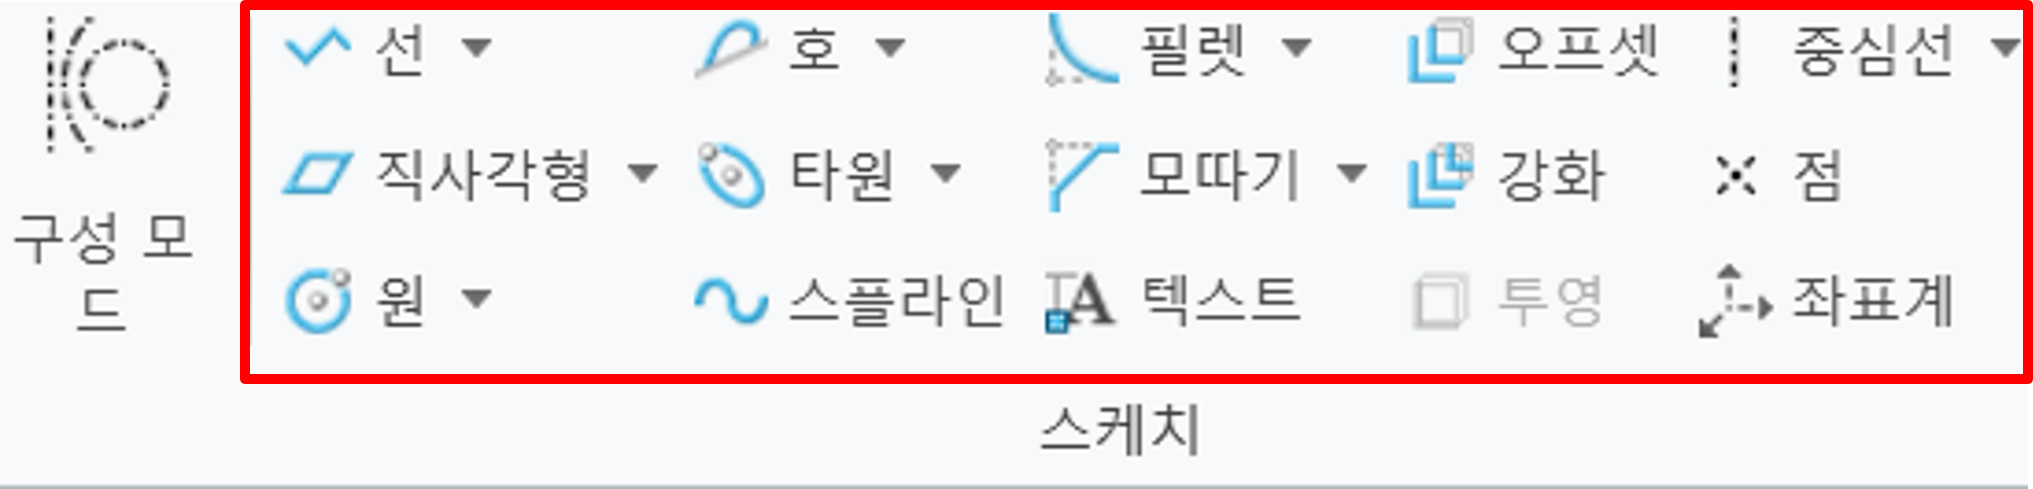 선 호 필렛 오프셋 중심선
직사각형 타원 모따기 강화 점
원 스플라인 텍스트 투영 좌표계
구성 모
드
스케치